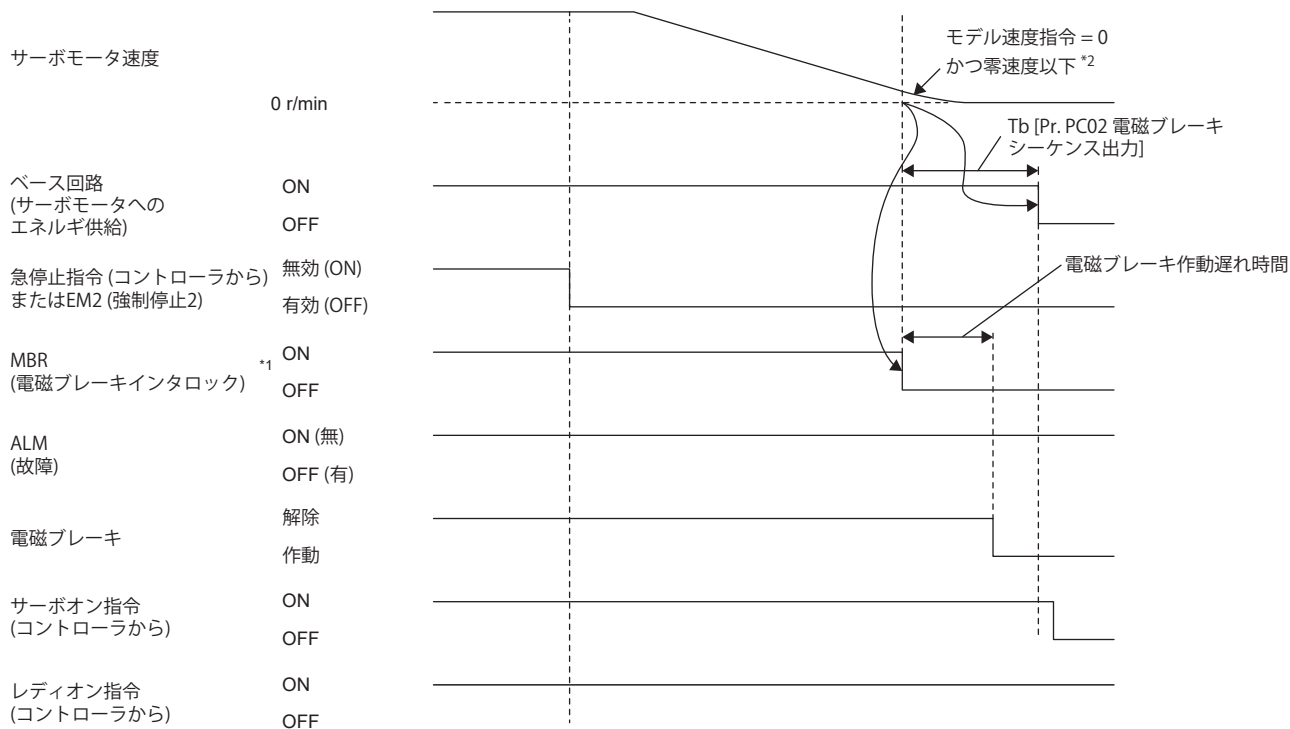 サーボモータ速度
0 r/min
モデル速度指令 = 0
かつ零速度以下 *2
Tb [Pr. PC02 電磁ブレーキ
シーケンス出力]
ベース回路
(サーボモータへの
エネルギ供給)
ON
OFF
急停止指令 (コントローラから)
またはEM2 (強制停止2)
無効 (ON)
有効 (OFF)
電磁ブレーキ作動遅れ時間
MBR
(電磁ブレーキインタロック)
*1
ON
OFF
ALM
(故障)
ON (無)
OFF (有)
電磁ブレーキ
解除
作動
サーボオン指令
(コントローラから)
ON
OFF
レディオン指令
(コントローラから)
ON
OFF